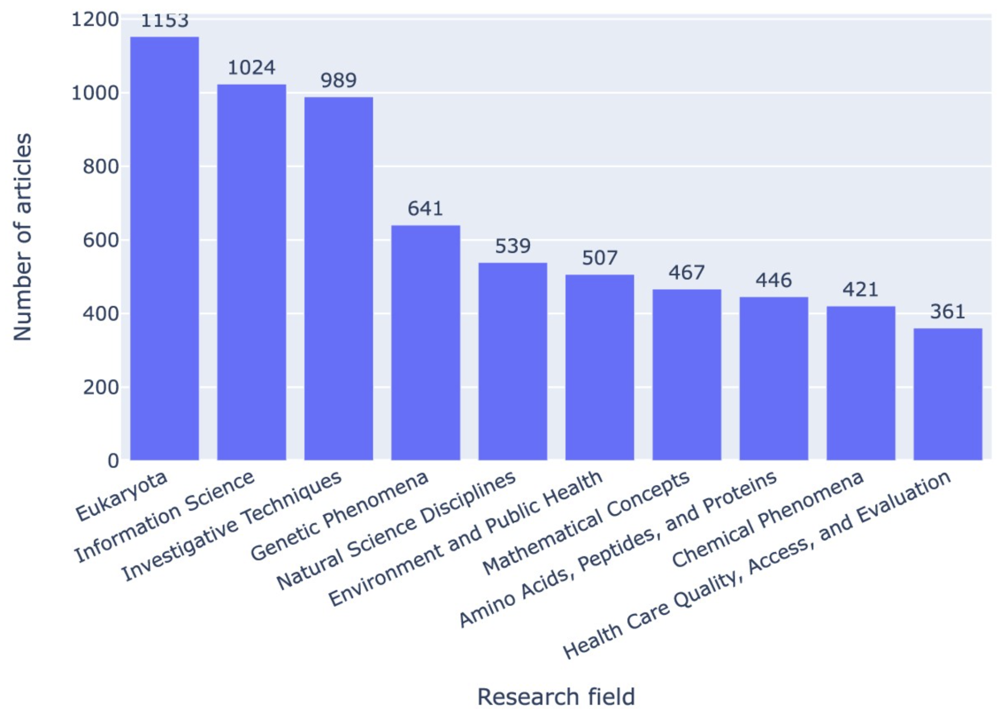 Number of articles
1200
1000
800
600
400
200
0
1153
1024
989
641
539
507
467
446
421
361
Eukaryota
Information Science
Investigative Techniques
Genetic Phenomena
Natural Science Disciplines
Environment and Public Health
Mathematical Concepts
Amino Acids, Peptides, and Proteins
Chemical Phenomena
Health Care Quality, Access, and Evaluation
Research field